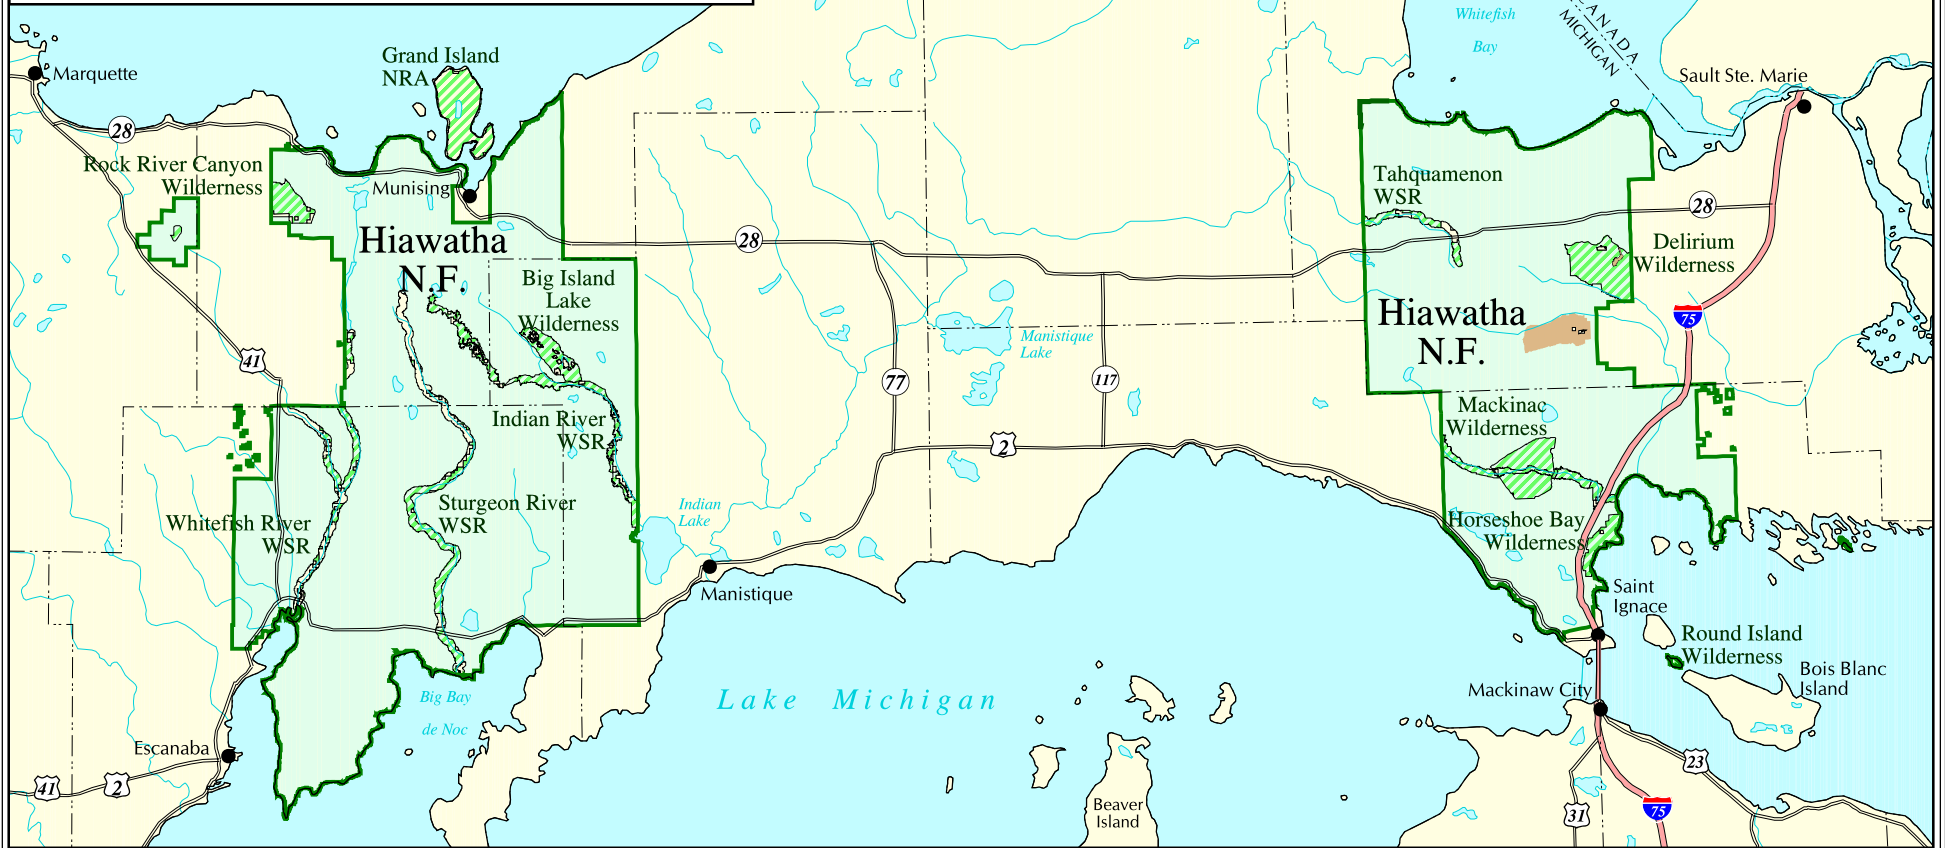 Whitefish
Bay
CANADA
MICHIGAN
Sault Ste. Marie
Grand Island
NRA
Marquette
28
Rock River Canyon
Wilderness
Munising
Tahquamenon
WSR
28
Hiawatha
N.F.
28
Delirium
Wilderness
Big Island
Lake
Wilderness
Hiawatha
N.F.
75
Manistique
Lake
41
77
117
Indian River
WSR
Mackinac
Wilderness
2
Sturgeon River
WSR
Indian
Lake
Whitefish River
WSR
Horseshoe Bay
Wilderness
Manistique
Saint
Ignace
Round Island
Wilderness
Bois Blanc
Island
Big Bay
de Noc
Lake Michigan
Mackinaw City
Escanaba
23
41
2
Beaver
Island
31
75